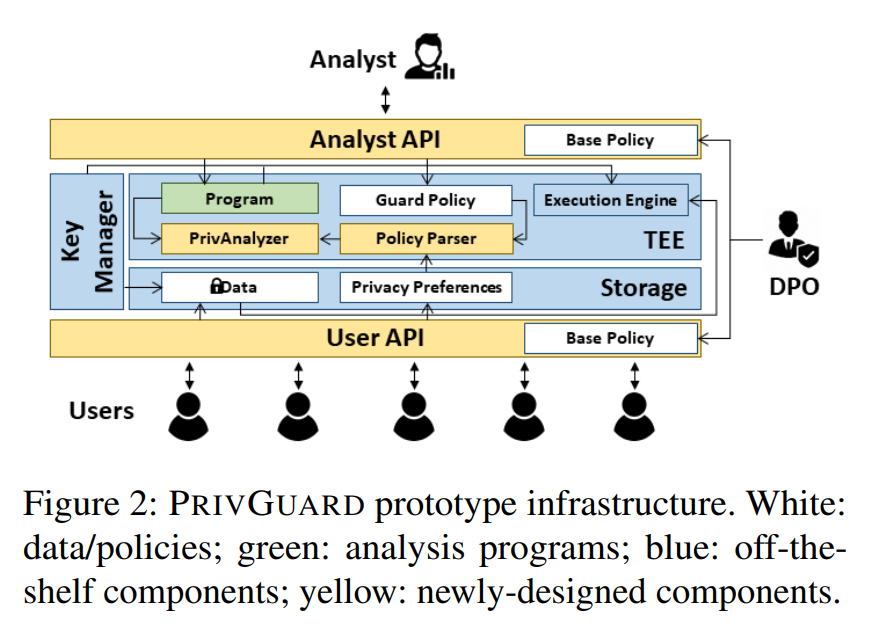 Analyst
Analyst API
Base Policy
Key
Manager
Program
Guard Policy
Execution Engine
PrivAnalyzer
Policy Parser
TEE
DPO
Data
Privacy Preferences
Storage
User API
Base Policy
Users
Figure 2: PRIVGUARD prototype infrastructure. White:
data/policies; green: analysis programs; blue: off-the-
shelf components; yellow: newly-designed components.